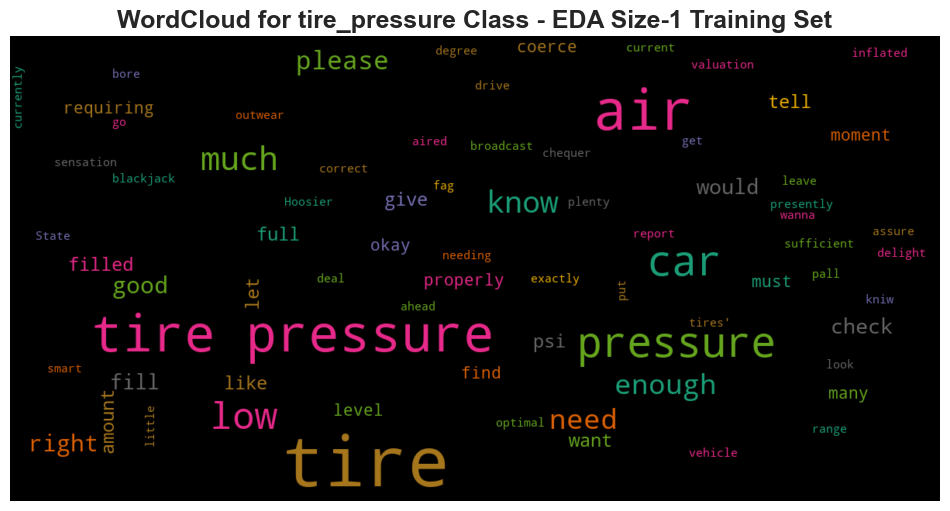 WordCloud for tire_pressure Class - EDA Size-1 Training Set
please
degree
coerce
current
valuation
inflated
currently
bore
drive
requiring
go
outwear
air
tell
moment
aired
broadcast
chequer
get
much
sensation
blackjack
correct
fag
give
Hoosier
know
plenty
would
leave
presently
wanna
State
full
okay
report
assure
sufficient
delight
filled
needing
car
good
let
deal
properly
exactly
put
must
pall
kniw
ahead
tire pressure
psi
pressure
tires'
check
smart
fill
like
find
enough
look
many
amount
little
low
level
optimal
need
want
range
right
tire
vehicle